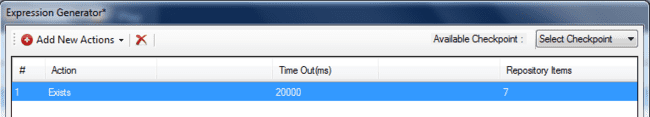 Expression Generator*
Add New Actions Available Checkpoint : Select Checkpoint
# Action Time Out(ms) Repository Items
1 Exists 20000 7